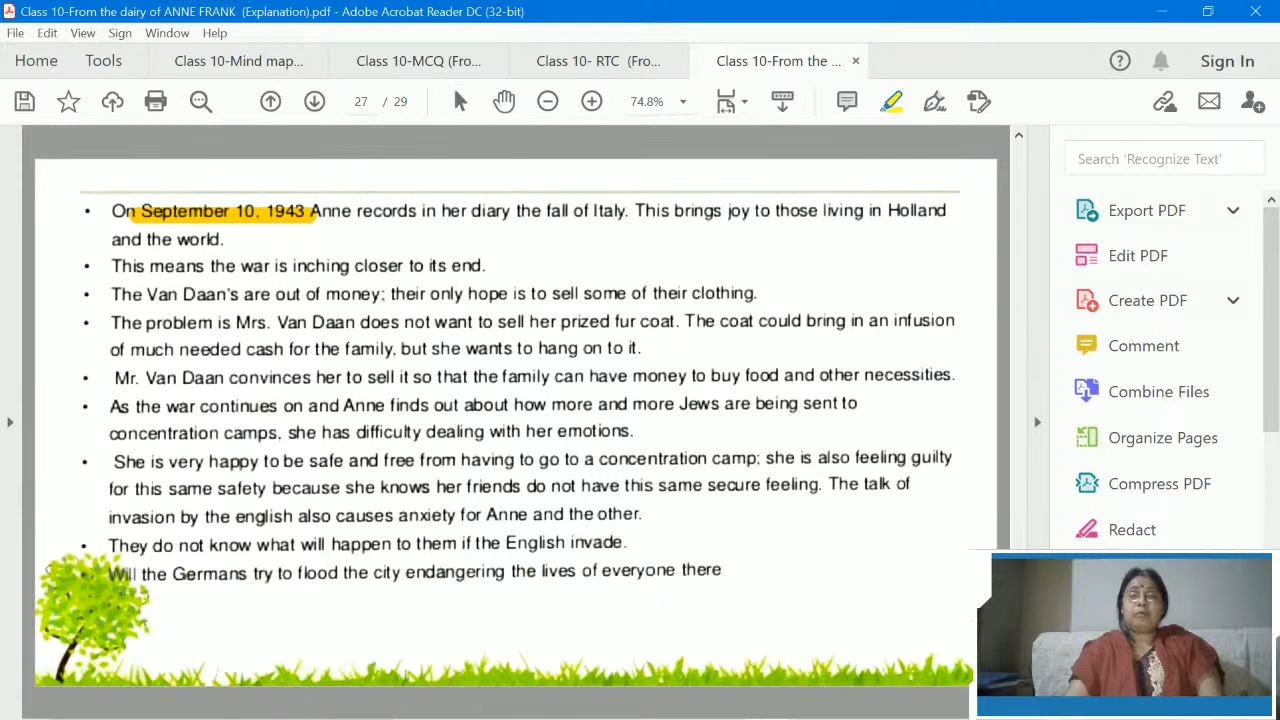 Class 10-From the dairy of ANNE FRANK (Explanation).pdf - Adobe Acrobat Reader DC (32-bit)
File Edit View Sign Window Help
Home Tools Class 10-Mind map... Class 10-MCQ (Fro... Class 10- RTC (Fro... Class 10-From the ... × Sign In
27 / 29 74.8%
Search 'Recognize Text'
• On September 10, 1943 Anne records in her diary the fall of Italy. This brings joy to those living in Holland
and the world.
• This means the war is inching closer to its end.
• The Van Daan's are out of money; their only hope is to sell some of their clothing.
• The problem is Mrs. Van Daan does not want to sell her prized fur coat. The coat could bring in an infusion
of much needed cash for the family, but she wants to hang on to it.
• Mr. Van Daan convinces her to sell it so that the family can have money to buy food and other necessities.
• As the war continues on and Anne finds out about how more and more Jews are being sent to
concentration camps, she has difficulty dealing with her emotions.
• She is very happy to be safe and free from having to go to a concentration camp; she is also feeling guilty
for this same safety because she knows her friends do not have this same secure feeling. The talk of
invasion by the english also causes anxiety for Anne and the other.
• They do not know what will happen to them if the English invade.
• Will the Germans try to flood the city endangering the lives of everyone there
Export PDF
Edit PDF
Create PDF
Comment
Combine Files
Organize Pages
Compress PDF
Redact